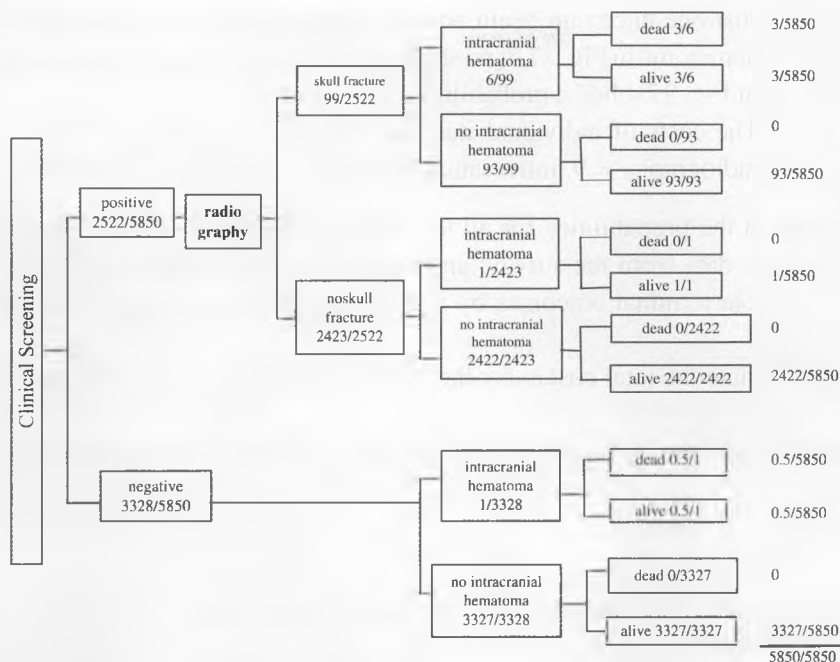 Clinical Screening
positive
2522/5850
radio
graphy
skull fracture
99/2522
intracranial
hematoma
6/99
dead 3/6
3/5850
alive 3/6
3/5850
no intracranial
hematoma
93/99
dead 0/93
0
alive 93/93
93/5850
noskull
fracture
2423/2522
intracranial
hematoma
1/2423
dead 0/1
0
alive 1/1
1/5850
no intracranial
hematoma
2422/2423
dead 0/2422
0
alive 2422/2422
2422/5850
negative
3328/5850
intracranial
hematoma
1/3328
dead 0.5/1
0.5/5850
alive 0.5/1
0.5/5850
no intracranial
hematoma
3327/3328
dead 0/3327
0
alive 3327/3327
3327/5850
5850/5850